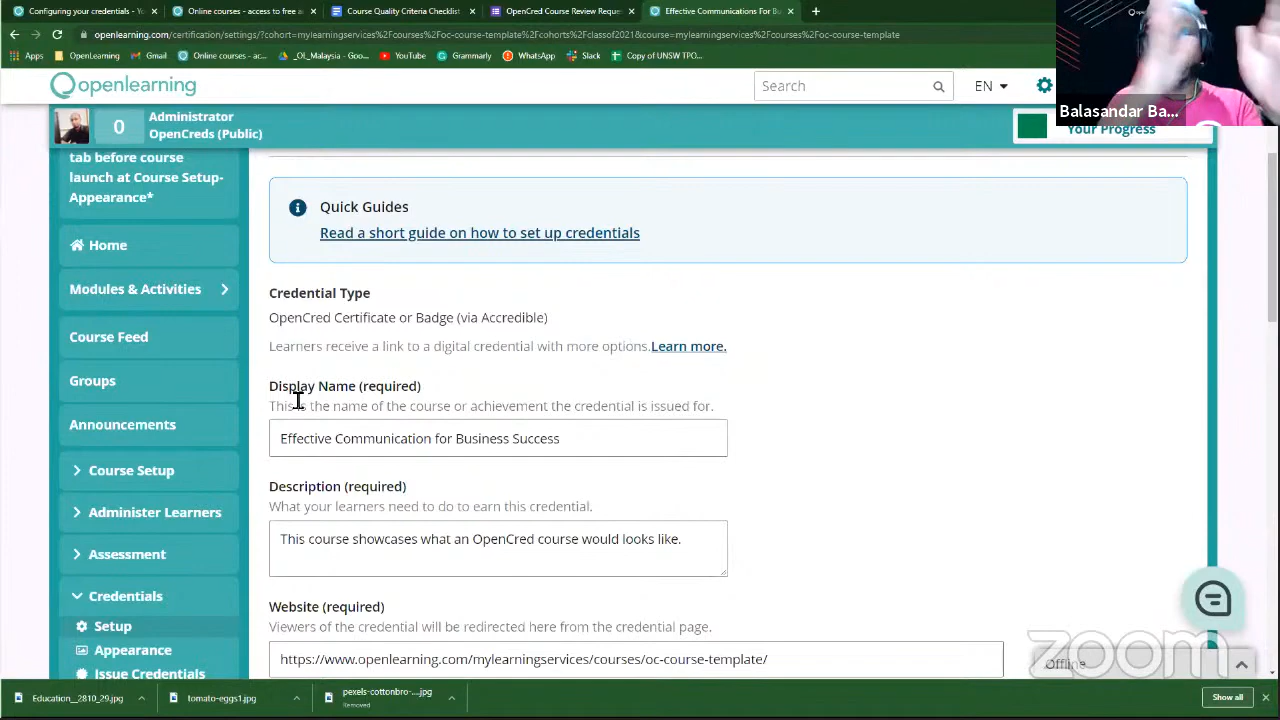 Configuring your credentials - Yo
Online courses - access to free a
Course Quality Criteria Checklist
OpenCred Course Review Reques
Effective Communications For Bu
openlearning.com/certification/settings/?cohort=mylearningservices%2Fcourses%2Foc-course-template%2Fcohorts%2Fclassof2021&course=mylearningservices%2Fcourses%2Foc-course-template
Apps
OpenLearning
Gmail
Online courses - ac...
_OL_Malaysia - Goo...
YouTube
Grammarly
WhatsApp
Slack
Copy of UNSW TPO...
openlearning
Search
EN
Balasandar Ba...
0
Administrator
OpenCreds (Public)
Your Progress
tab before course
launch at Course Setup-
Appearance*
Home
Modules & Activities
Course Feed
Groups
Announcements
Course Setup
Administer Learners
Assessment
Credentials
Setup
Appearance
Issue Credentials
Quick Guides
Read a short guide on how to set up credentials
Credential Type
OpenCred Certificate or Badge (via Accredible)
Learners receive a link to a digital credential with more options.Learn more.
Display Name (required)
This is the name of the course or achievement the credential is issued for.
Effective Communication for Business Success
Description (required)
What your learners need to do to earn this credential.
This course showcases what an OpenCred course would looks like.
Website (required)
Viewers of the credential will be redirected here from the credential page.
https://www.openlearning.com/mylearningservices/courses/oc-course-template/
Offline
zoom
Education__2810_29.jpg
tomato-eggs1.jpg
pexels-cottonbro-....jpg
Removed
Show all